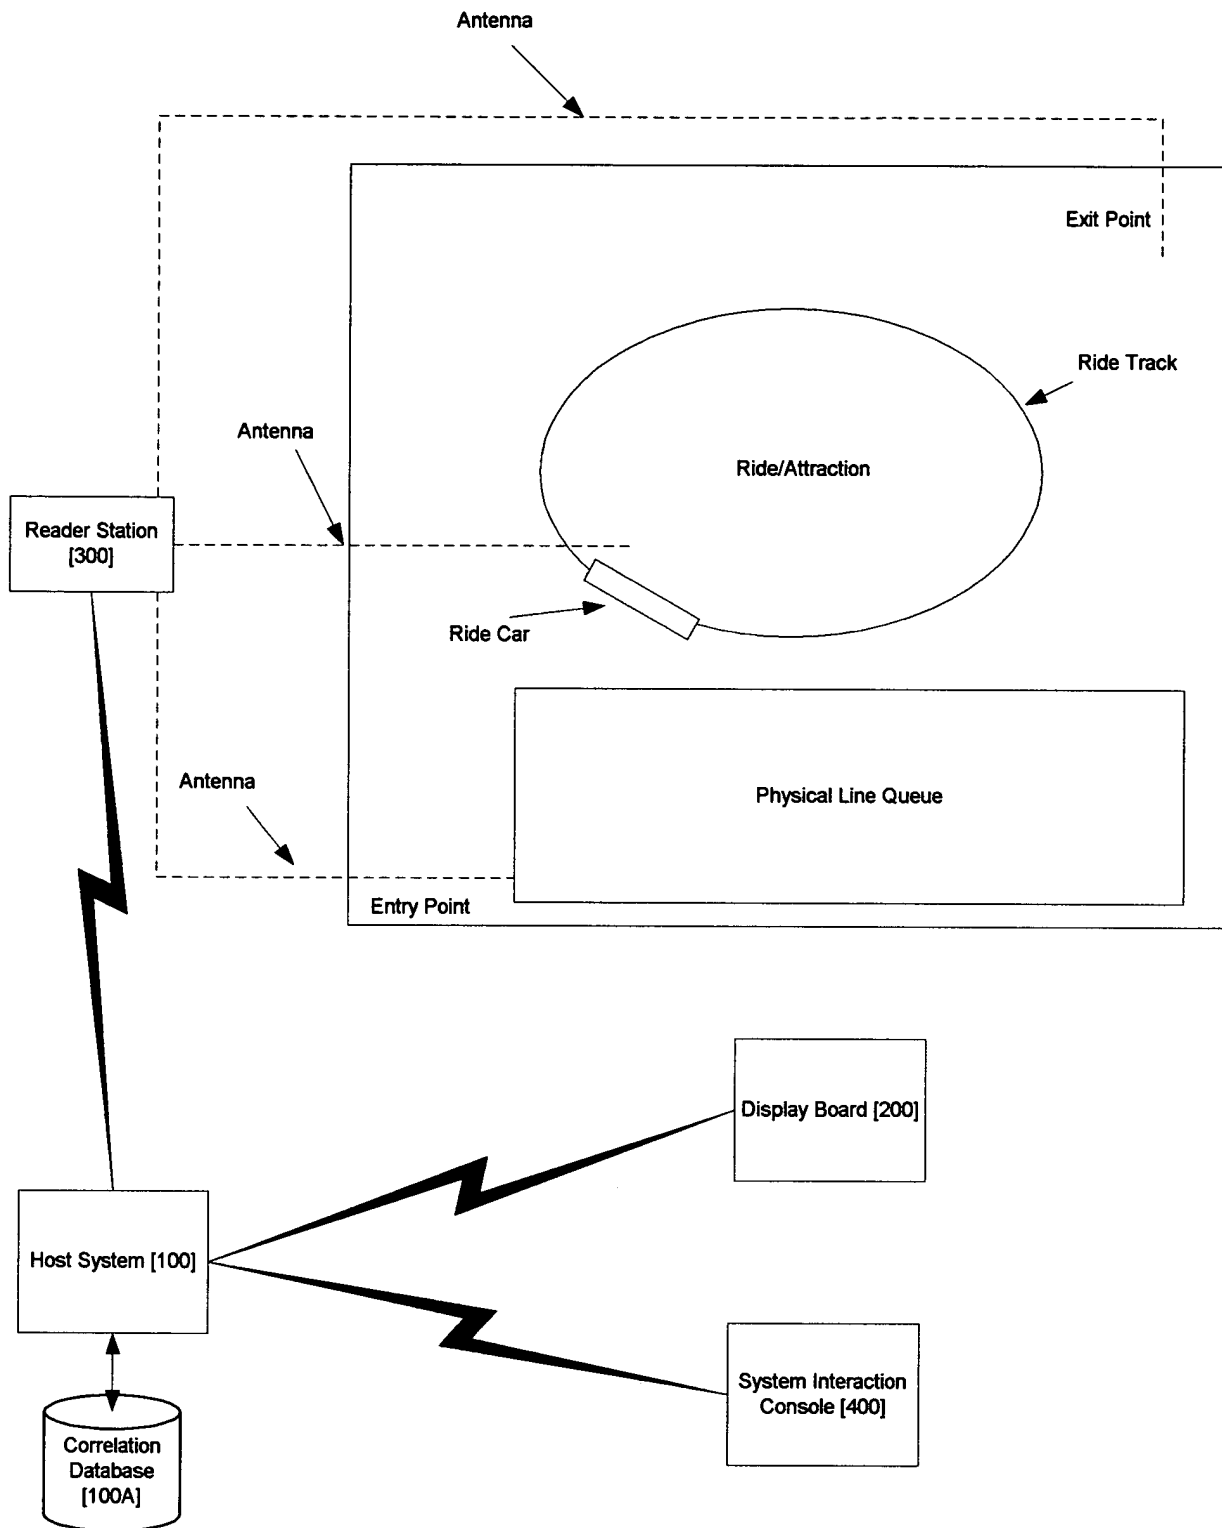 Antenna
Exit Point
Ride Track
Antenna
Ride/Attraction
Reader Station
[300]
Ride Car
Antenna
Physical Line Queue
Entry Point
Display Board [200]
Host System [100]
System Interaction
Console [400]
Correlation
Database
[100A]